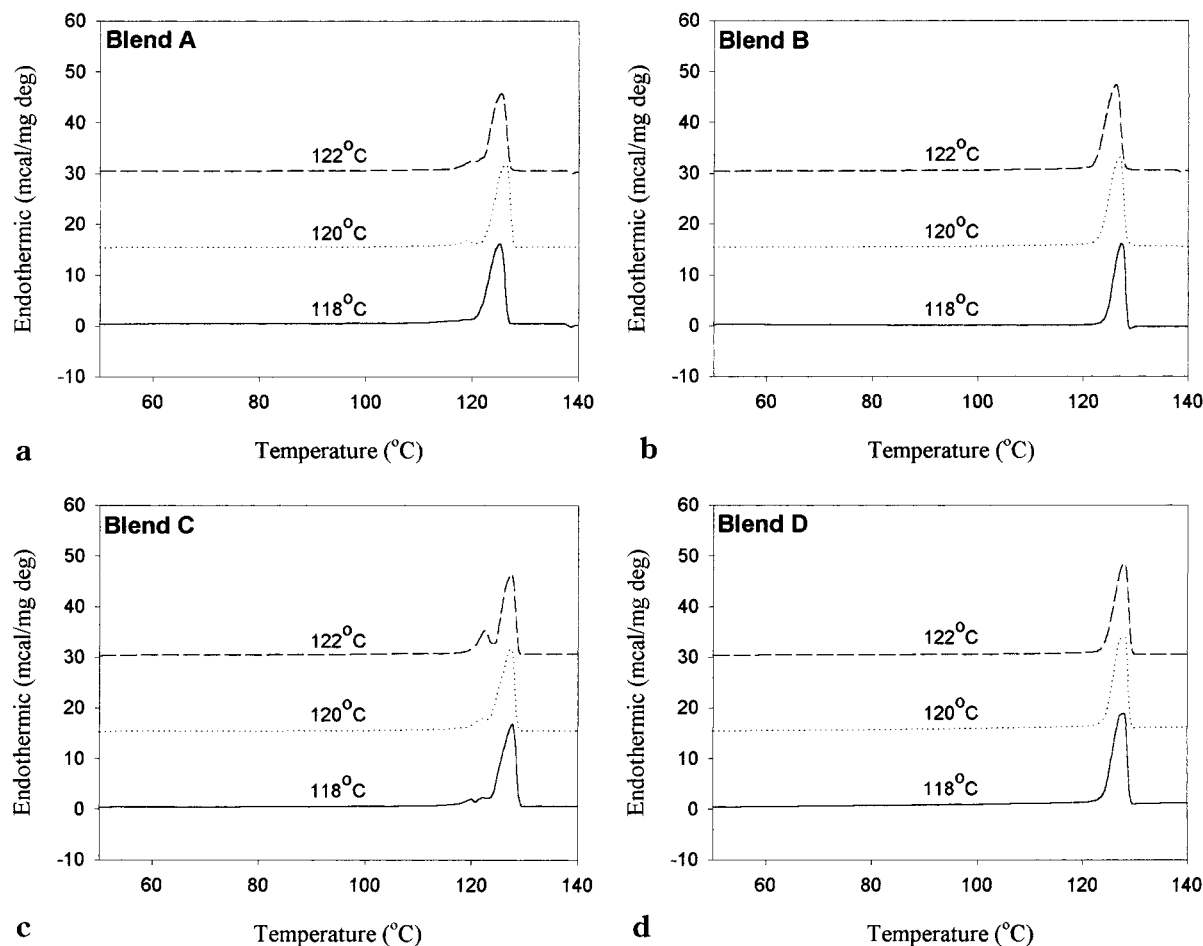 Blend A
Endothermic (mcal/mg deg)
60
50
40
30
20
10
0
-10
122°C
120°C
118°C
60 80 100 120 140
Temperature (°C)
a
Blend B
Endothermic (mcal/mg deg)
60
50
40
30
20
10
0
-10
122°C
120°C
118°C
60 80 100 120 140
Temperature (°C)
b
Blend C
Endothermic (mcal/mg deg)
60
50
40
30
20
10
0
-10
122°C
120°C
118°C
60 80 100 120 140
Temperature (°C)
c
Blend D
Endothermic (mcal/mg deg)
60
50
40
30
20
10
0
-10
122°C
120°C
118°C
60 80 100 120 140
Temperature (°C)
d